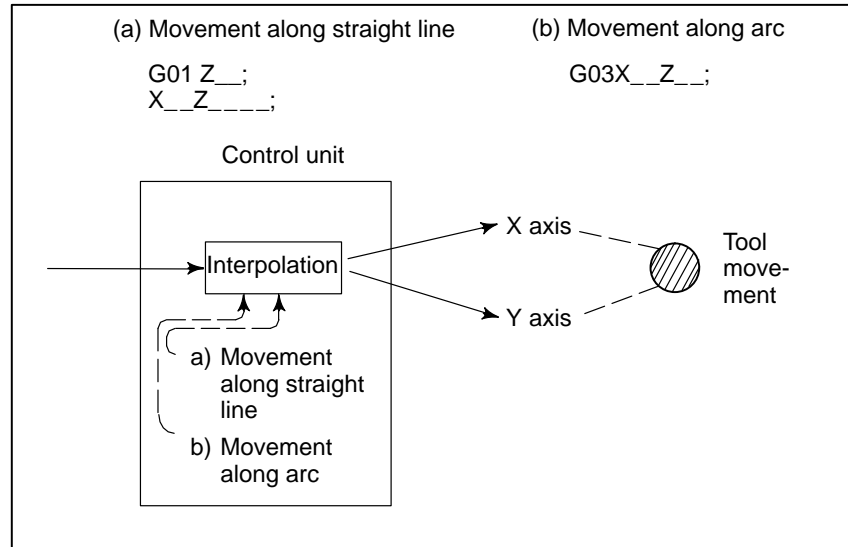 (a) Movement along straight line
(b) Movement along arc
G01 Z__;
X__Z____;
G03X__Z__;
Control unit
Interpolation
X axis
Y axis
Tool
move-
ment
a) Movement
along straight
line
b) Movement
along arc